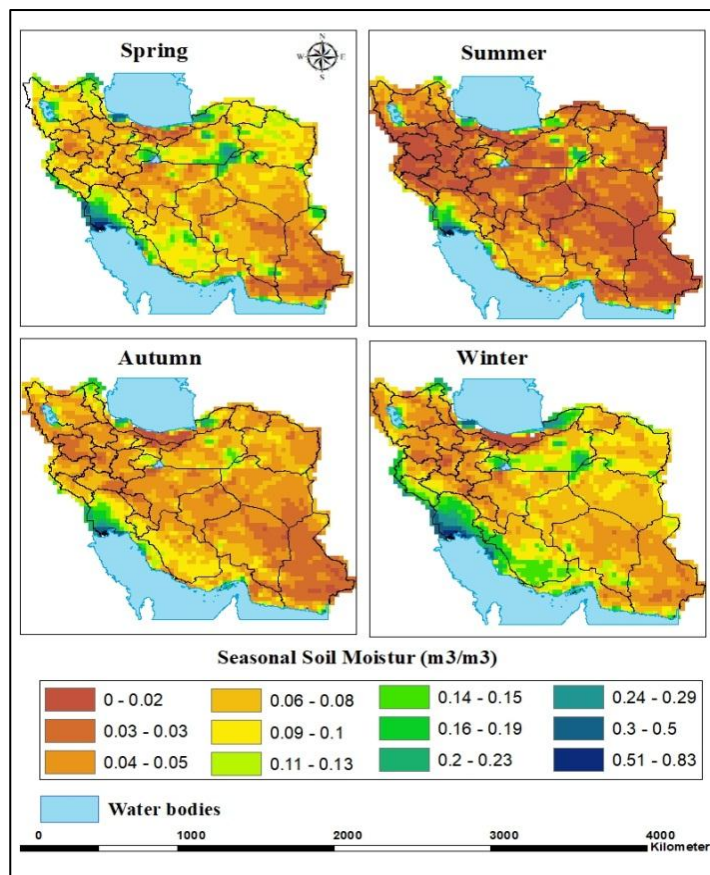 Spring
N
W E
S
Summer
Autumn
Winter
Seasonal Soil Moistur (m3/m3)
0 - 0.02
0.06 - 0.08
0.14 - 0.15
0.24 - 0.29
0.03 - 0.03
0.09 - 0.1
0.16 - 0.19
0.3 - 0.5
0.04 - 0.05
0.11 - 0.13
0.2 - 0.23
0.51 - 0.83
Water bodies
0 1000 2000 3000 4000
Kilometer